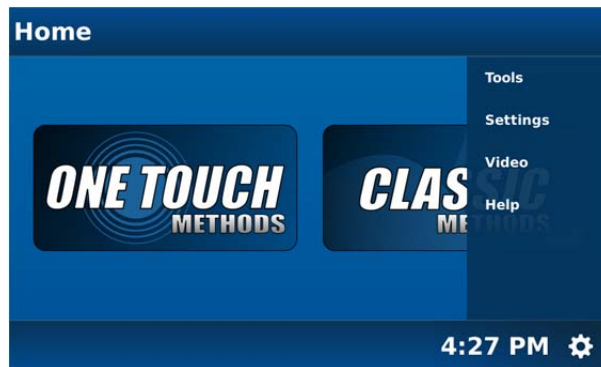 Home
Tools
Settings
Video
Help
ONE TOUCH
METHODS
CLASSIC
METHODS
4:27 PM